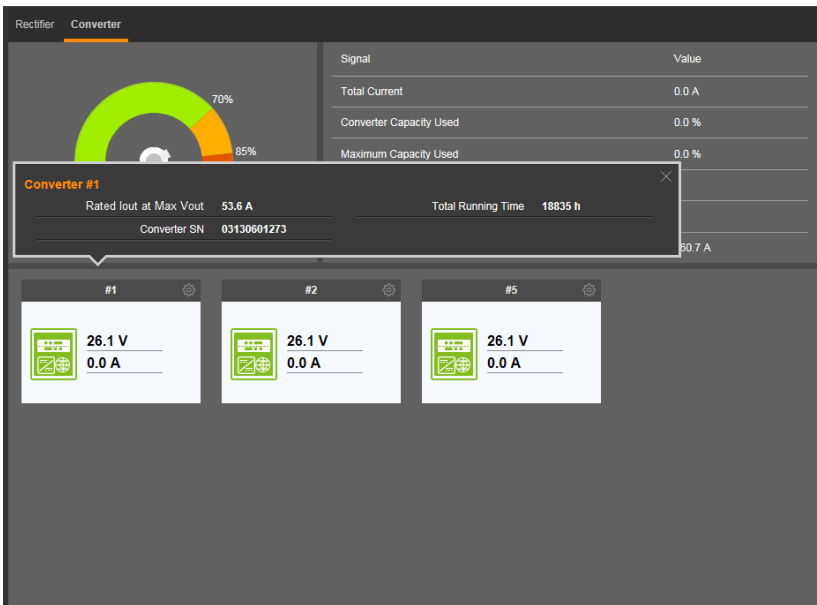 Rectifier Converter
Signal Value
Total Current 0.0 A
70%
Converter Capacity Used 0.0 %
85%
Maximum Capacity Used 0.0 %
Converter #1
Rated Iout at Max Vout 53.6 A Total Running Time 18835 h
Converter SN 03130601273
60.7 A
#1 #2 #5
26.1 V 26.1 V 26.1 V
0.0 A 0.0 A 0.0 A